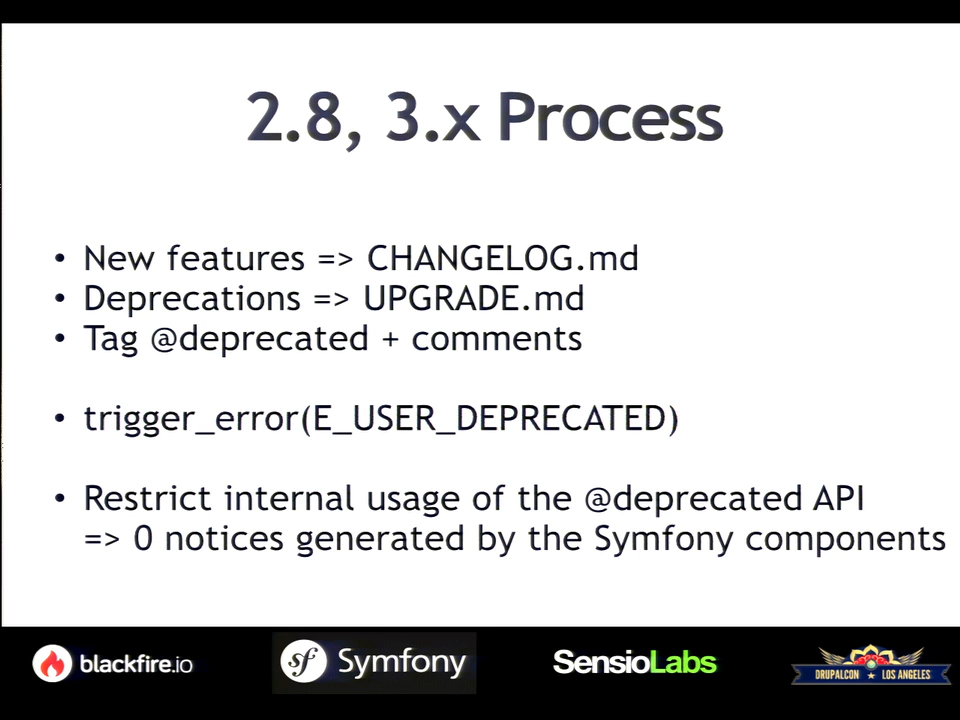 2.8, 3.x Process
• New features => CHANGELOG.md
• Deprecations => UPGRADE.md
• Tag @deprecated + comments
• trigger_error(E_USER_DEPRECATED)
• Restrict internal usage of the @deprecated API
=> 0 notices generated by the Symfony components
blackfire.io
sf Symfony
SensioLabs
DRUPALCON ★ LOS ANGELES